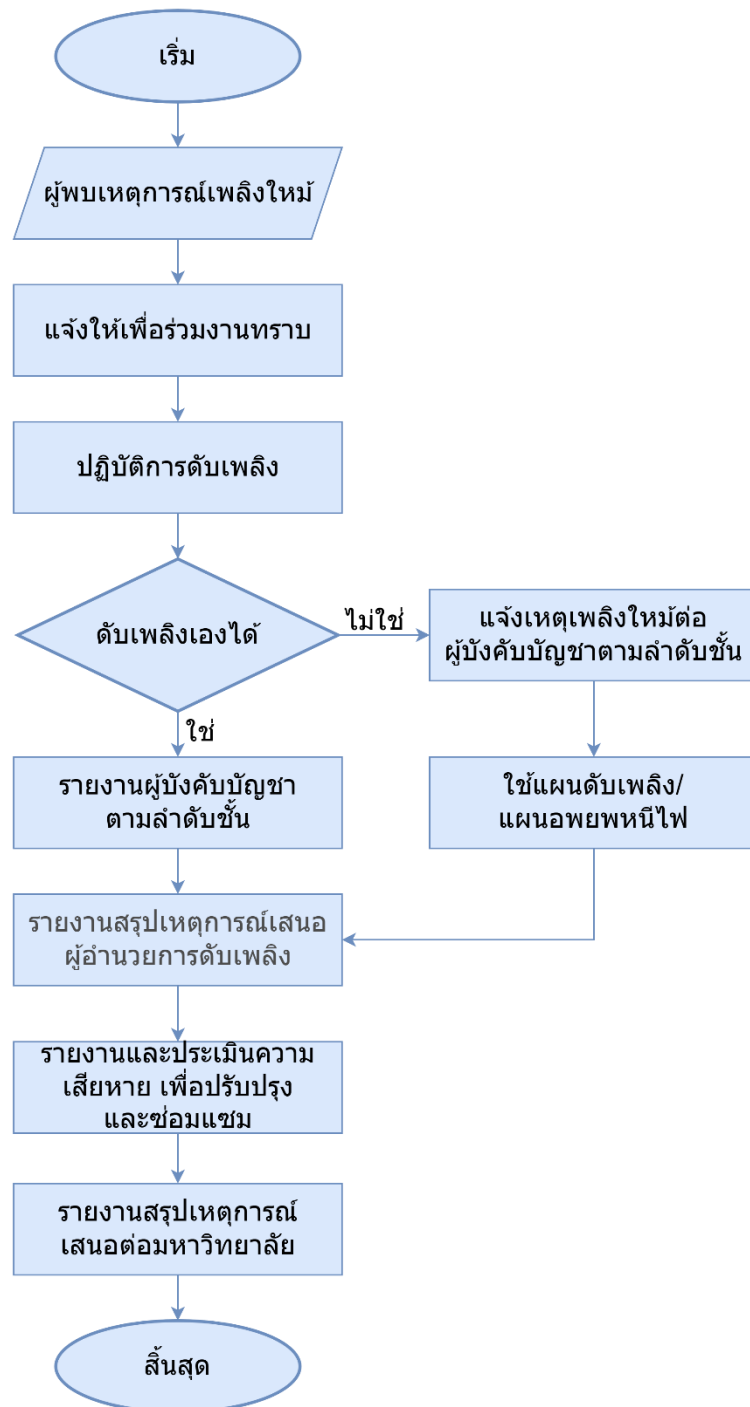 เริ่ม
ผู้พบเหตุการณ์เพลิงใหม้
แจ้งให้เพื่อร่วมงานทราบ
ปฏิบัติการดับเพลิง
ดับเพลิงเองได้
ไม่ใช่
แจ้งเหตุเพลิงใหม้ต่อ
ผู้บังคับบัญชาตามลำดับชั้น
ใช่
รายงานผู้บังคับบัญชา
ตามลำดับชั้น
ใช้แผนดับเพลิง/
แผนอพยพหนีไฟ
รายงานสรุปเหตุการณ์เสนอ
ผู้อำนวยการดับเพลิง
รายงานและประเมินความ
เสียหาย เพื่อปรับปรุง
และซ่อมแซม
รายงานสรุปเหตุการณ์
เสนอต่อมหาวิทยาลัย
สิ้นสุด